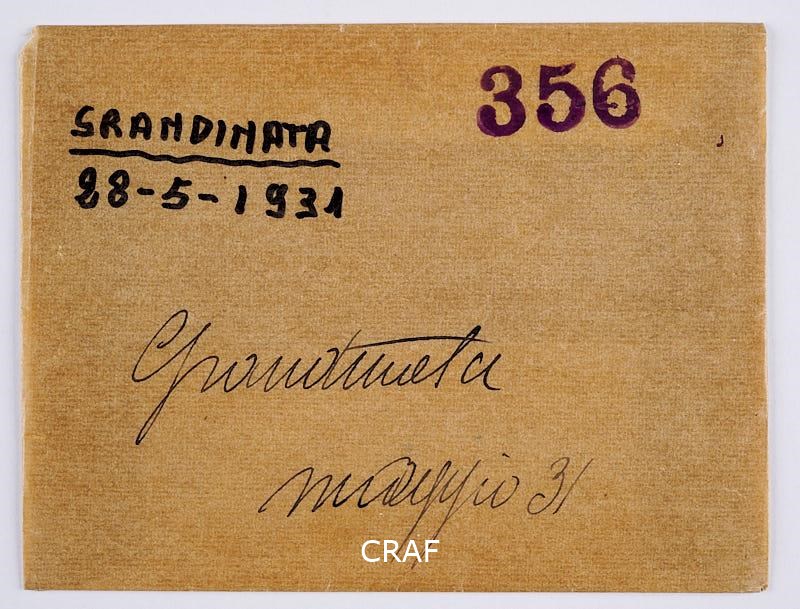 356
GRANDINATA
28-5-1931
Grandinata
maggio 31
CRAF